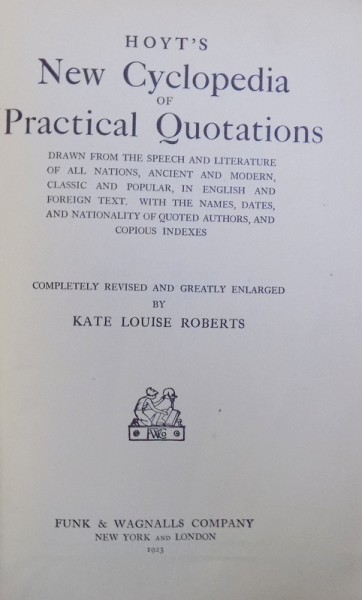 HOYT'S
New Cyclopedia
OF
Practical Quotations
DRAWN FROM THE SPEECH AND LITERATURE
OF ALL NATIONS, ANCIENT AND MODERN,
CLASSIC AND POPULAR, IN ENGLISH AND
FOREIGN TEXT. WITH THE NAMES, DATES,
AND NATIONALITY OF QUOTED AUTHORS, AND
COPIOUS INDEXES
COMPLETELY REVISED AND GREATLY ENLARGED
BY
KATE LOUISE ROBERTS
FUNK & WAGNALLS COMPANY
NEW YORK AND LONDON
1923